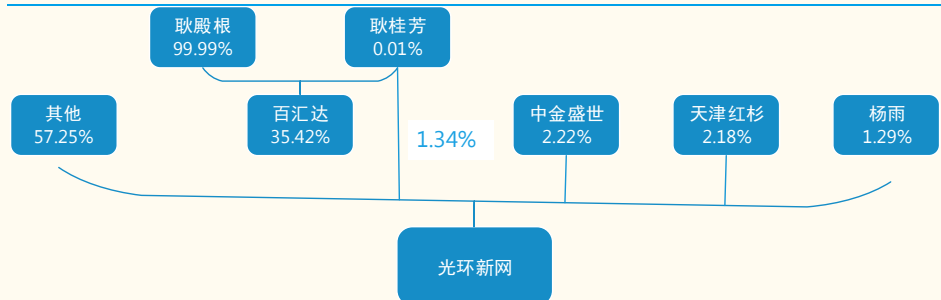 耿殿根
99.99%
耿桂芳
0.01%
其他
57.25%
百汇达
35.42%
1.34%
中金盛世
2.22%
天津红杉
2.18%
杨雨
1.29%
光环新网